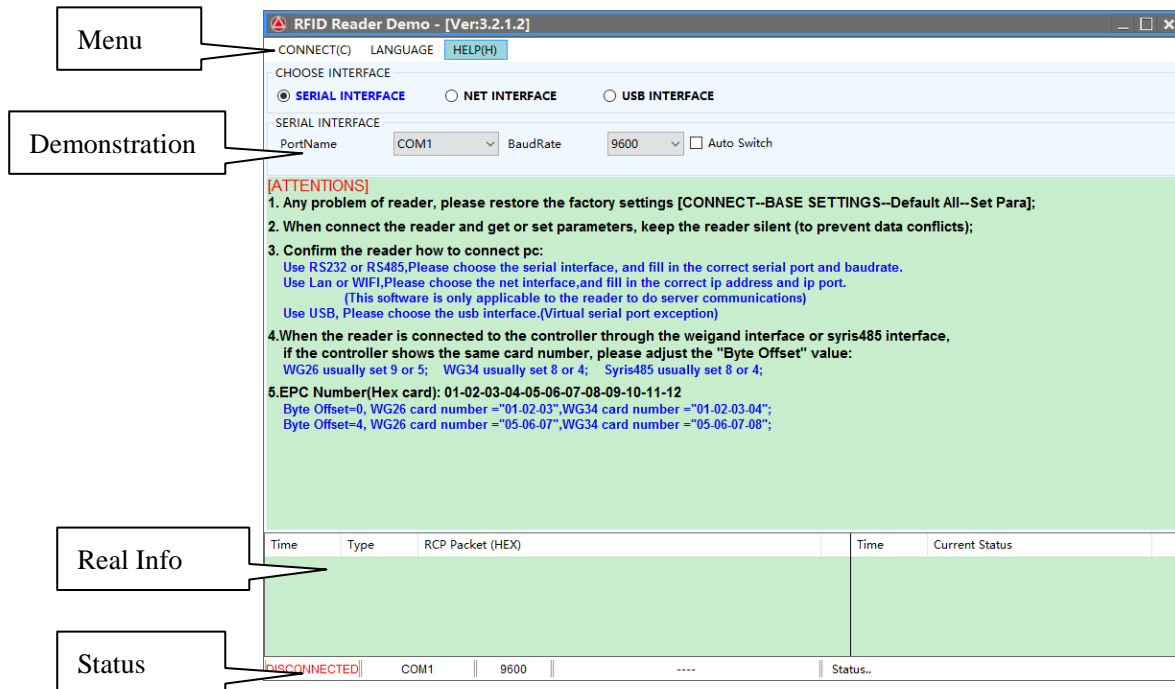 Menu
Demonstration
Real Info
Status
RFID Reader Demo - [Ver:3.2.1.2]
CONNECT(C) LANGUAGE HELP(H)
CHOOSE INTERFACE
SERIAL INTERFACE NET INTERFACE USB INTERFACE
SERIAL INTERFACE
PortName COM1 BaudRate 9600 Auto Switch
[ATTENTIONS]
1. Any problem of reader, please restore the factory settings [CONNECT--BASE SETTINGS--Default All--Set Para];
2. When connect the reader and get or set parameters, keep the reader silent (to prevent data conflicts);
3. Confirm the reader how to connect pc:
Use RS232 or RS485,Please choose the serial interface, and fill in the correct serial port and baudrate.
Use Lan or WIFI,Please choose the net interface,and fill in the correct ip address and ip port.
(This software is only applicable to the reader to do server communications)
Use USB, Please choose the usb interface.(Virtual serial port exception)
4.When the reader is connected to the controller through the weigand interface or syris485 interface,
if the controller shows the same card number, please adjust the "Byte Offset" value:
WG26 usually set 9 or 5; WG34 usually set 8 or 4; Syris485 usually set 8 or 4;
5.EPC Number(Hex card): 01-02-03-04-05-06-07-08-09-10-11-12
Byte Offset=0, WG26 card number ="01-02-03",WG34 card number ="01-02-03-04";
Byte Offset=4, WG26 card number ="05-06-07",WG34 card number ="05-06-07-08";
Time Type RCP Packet (HEX) Time Current Status
DISCONNECTED COM1 9600 ---- Status..